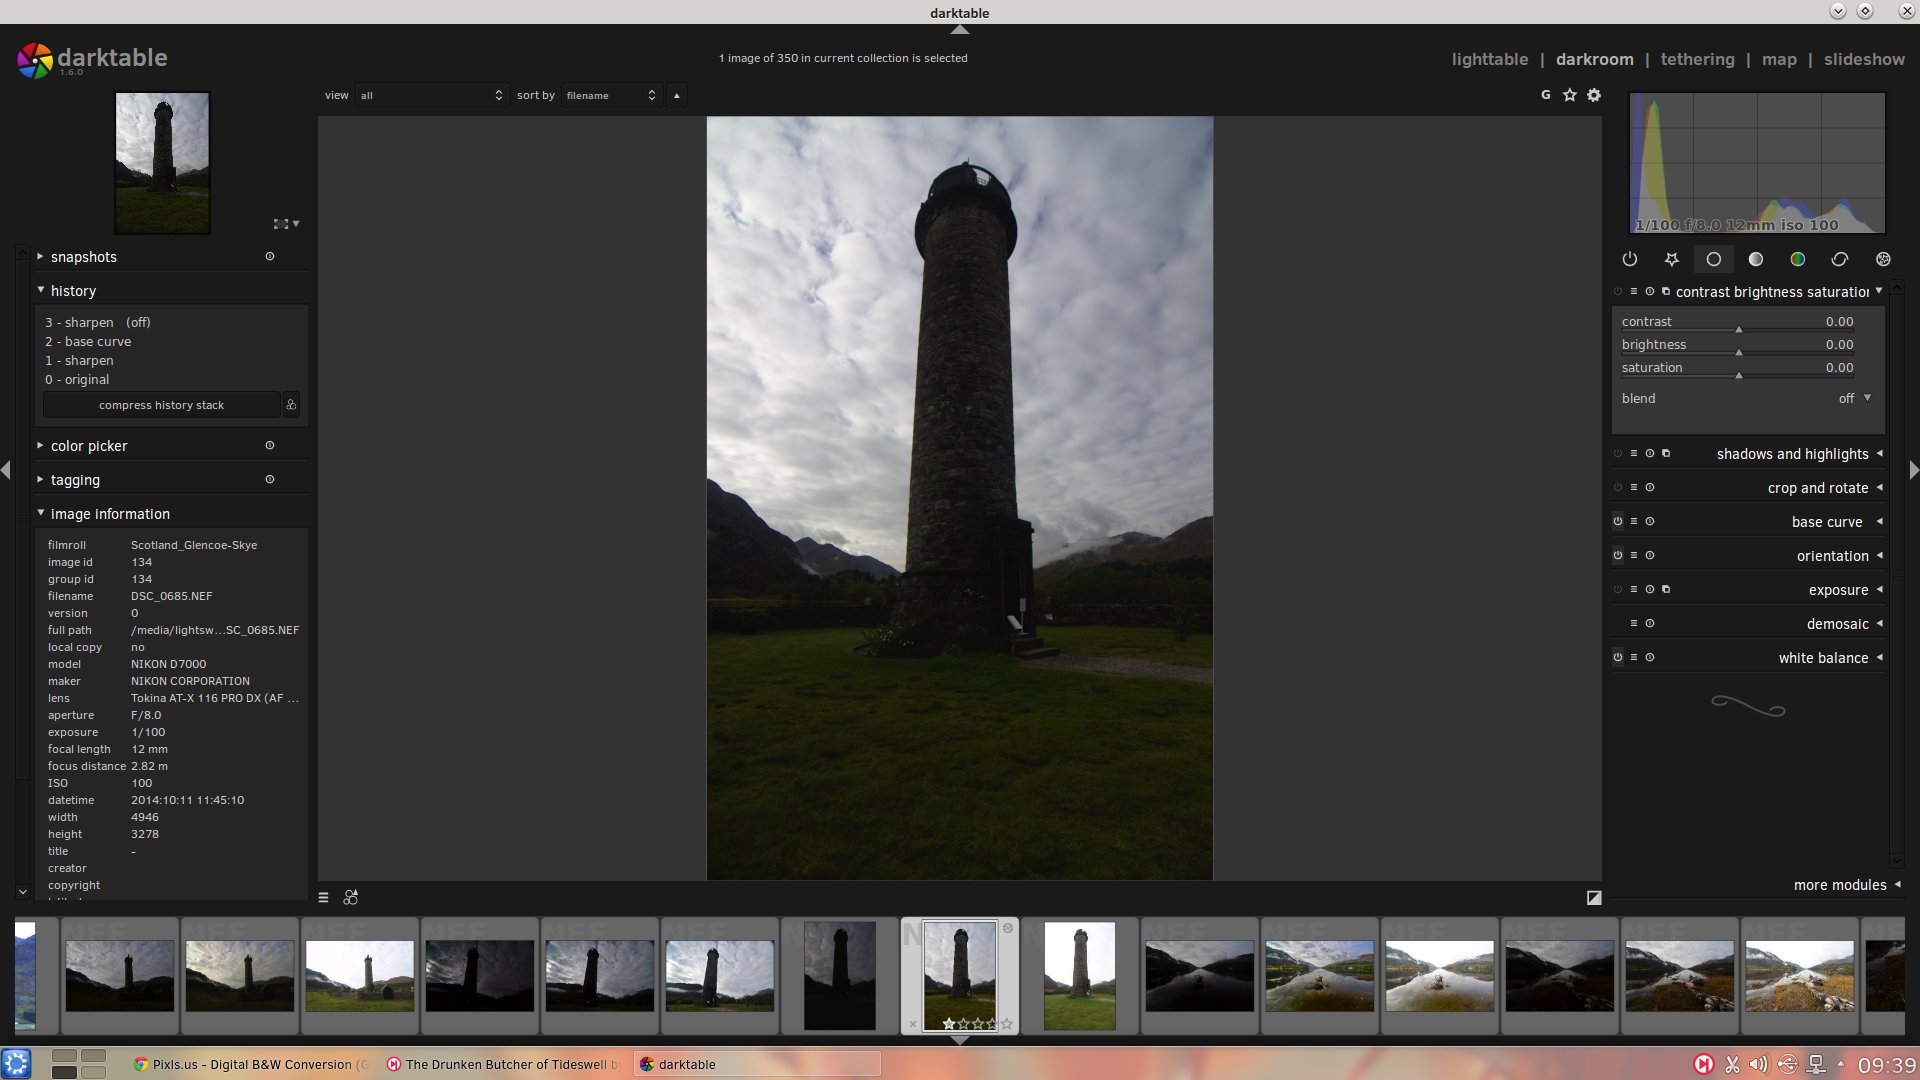 darktable
darktable
1.6.0
1 image of 350 in current collection is selected
lighttable | darkroom | tethering | map | slideshow
view all sort by filename
G
1/100 f/8.0 12mm iso 100
snapshots
history
3 - sharpen (off)
2 - base curve
1 - sharpen
0 - original
compress history stack
color picker
tagging
image information
filmroll Scotland_Glencoe-Skye
image id 134
group id 134
filename DSC_0685.NEF
version 0
full path /media/lightsw...SC_0685.NEF
local copy no
model NIKON D7000
maker NIKON CORPORATION
lens Tokina AT-X 116 PRO DX (AF ...
aperture F/8.0
exposure 1/100
focal length 12 mm
focus distance 2.82 m
ISO 100
datetime 2014:10:11 11:45:10
width 4946
height 3278
title -
creator
copyright
contrast brightness saturation
contrast 0.00
brightness 0.00
saturation 0.00
blend off
shadows and highlights
crop and rotate
base curve
orientation
exposure
demosaic
white balance
more modules
Pixls.us - Digital B&W Conversion (G
The Drunken Butcher of Tideswell by
darktable
09:39